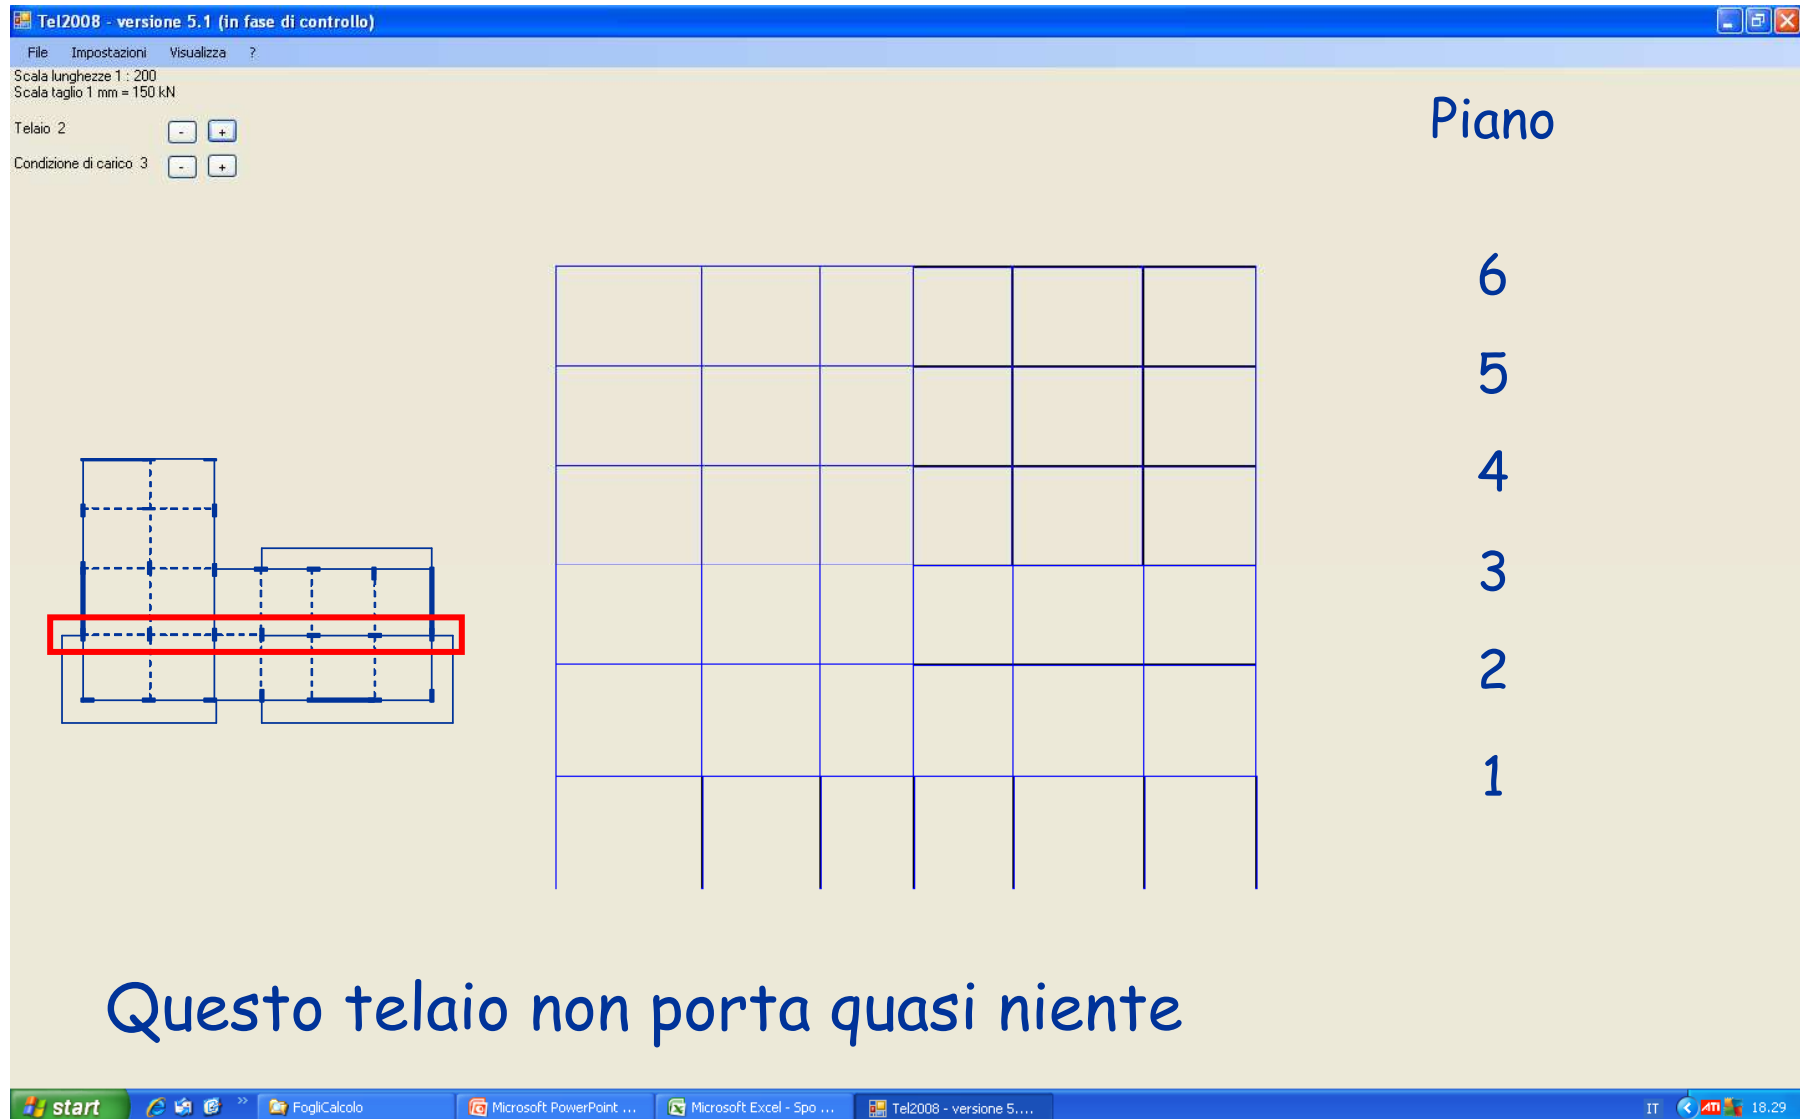 Tel2008 - versione 5.1 (in fase di controllo)
File Impostazioni Visualizza ?
Scala lunghezze 1 : 200
Scala taglio 1 mm = 150 kN
Telaio 2 - +
Condizione di carico 3 - +
Piano
6
5
4
3
2
1
Questo telaio non porta quasi niente
start » FogliCalcolo Microsoft PowerPoint ... Microsoft Excel - Spo ... Tel2008 - versione 5.... IT ATI 18.29